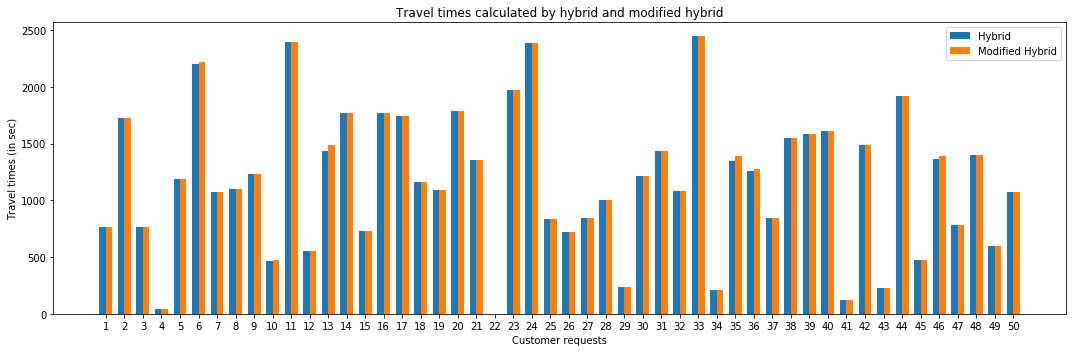 Travel times calculated by hybrid and modified hybrid
Hybrid
Modified Hybrid
Travel times (in sec)
2500
2000
1500
1000
500
0
1 2 3 4 5 6 7 8 9 10 11 12 13 14 15 16 17 18 19 20 21 22 23 24 25 26 27 28 29 30 31 32 33 34 35 36 37 38 39 40 41 42 43 44 45 46 47 48 49 50
Customer requests